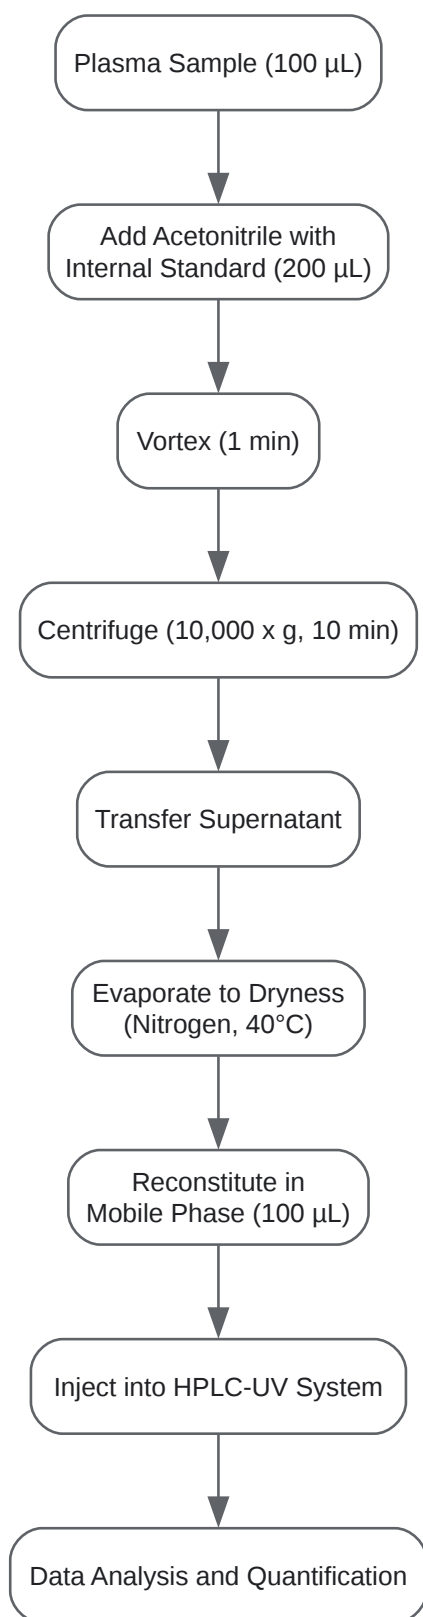 Plasma Sample (100 µL)
Add Acetonitrile with
Internal Standard (200 µL)
Vortex (1 min)
Centrifuge (10,000 x g, 10 min)
Transfer Supernatant
Evaporate to Dryness
(Nitrogen, 40°C)
Reconstitute in
Mobile Phase (100 µL)
Inject into HPLC-UV System
Data Analysis and Quantification